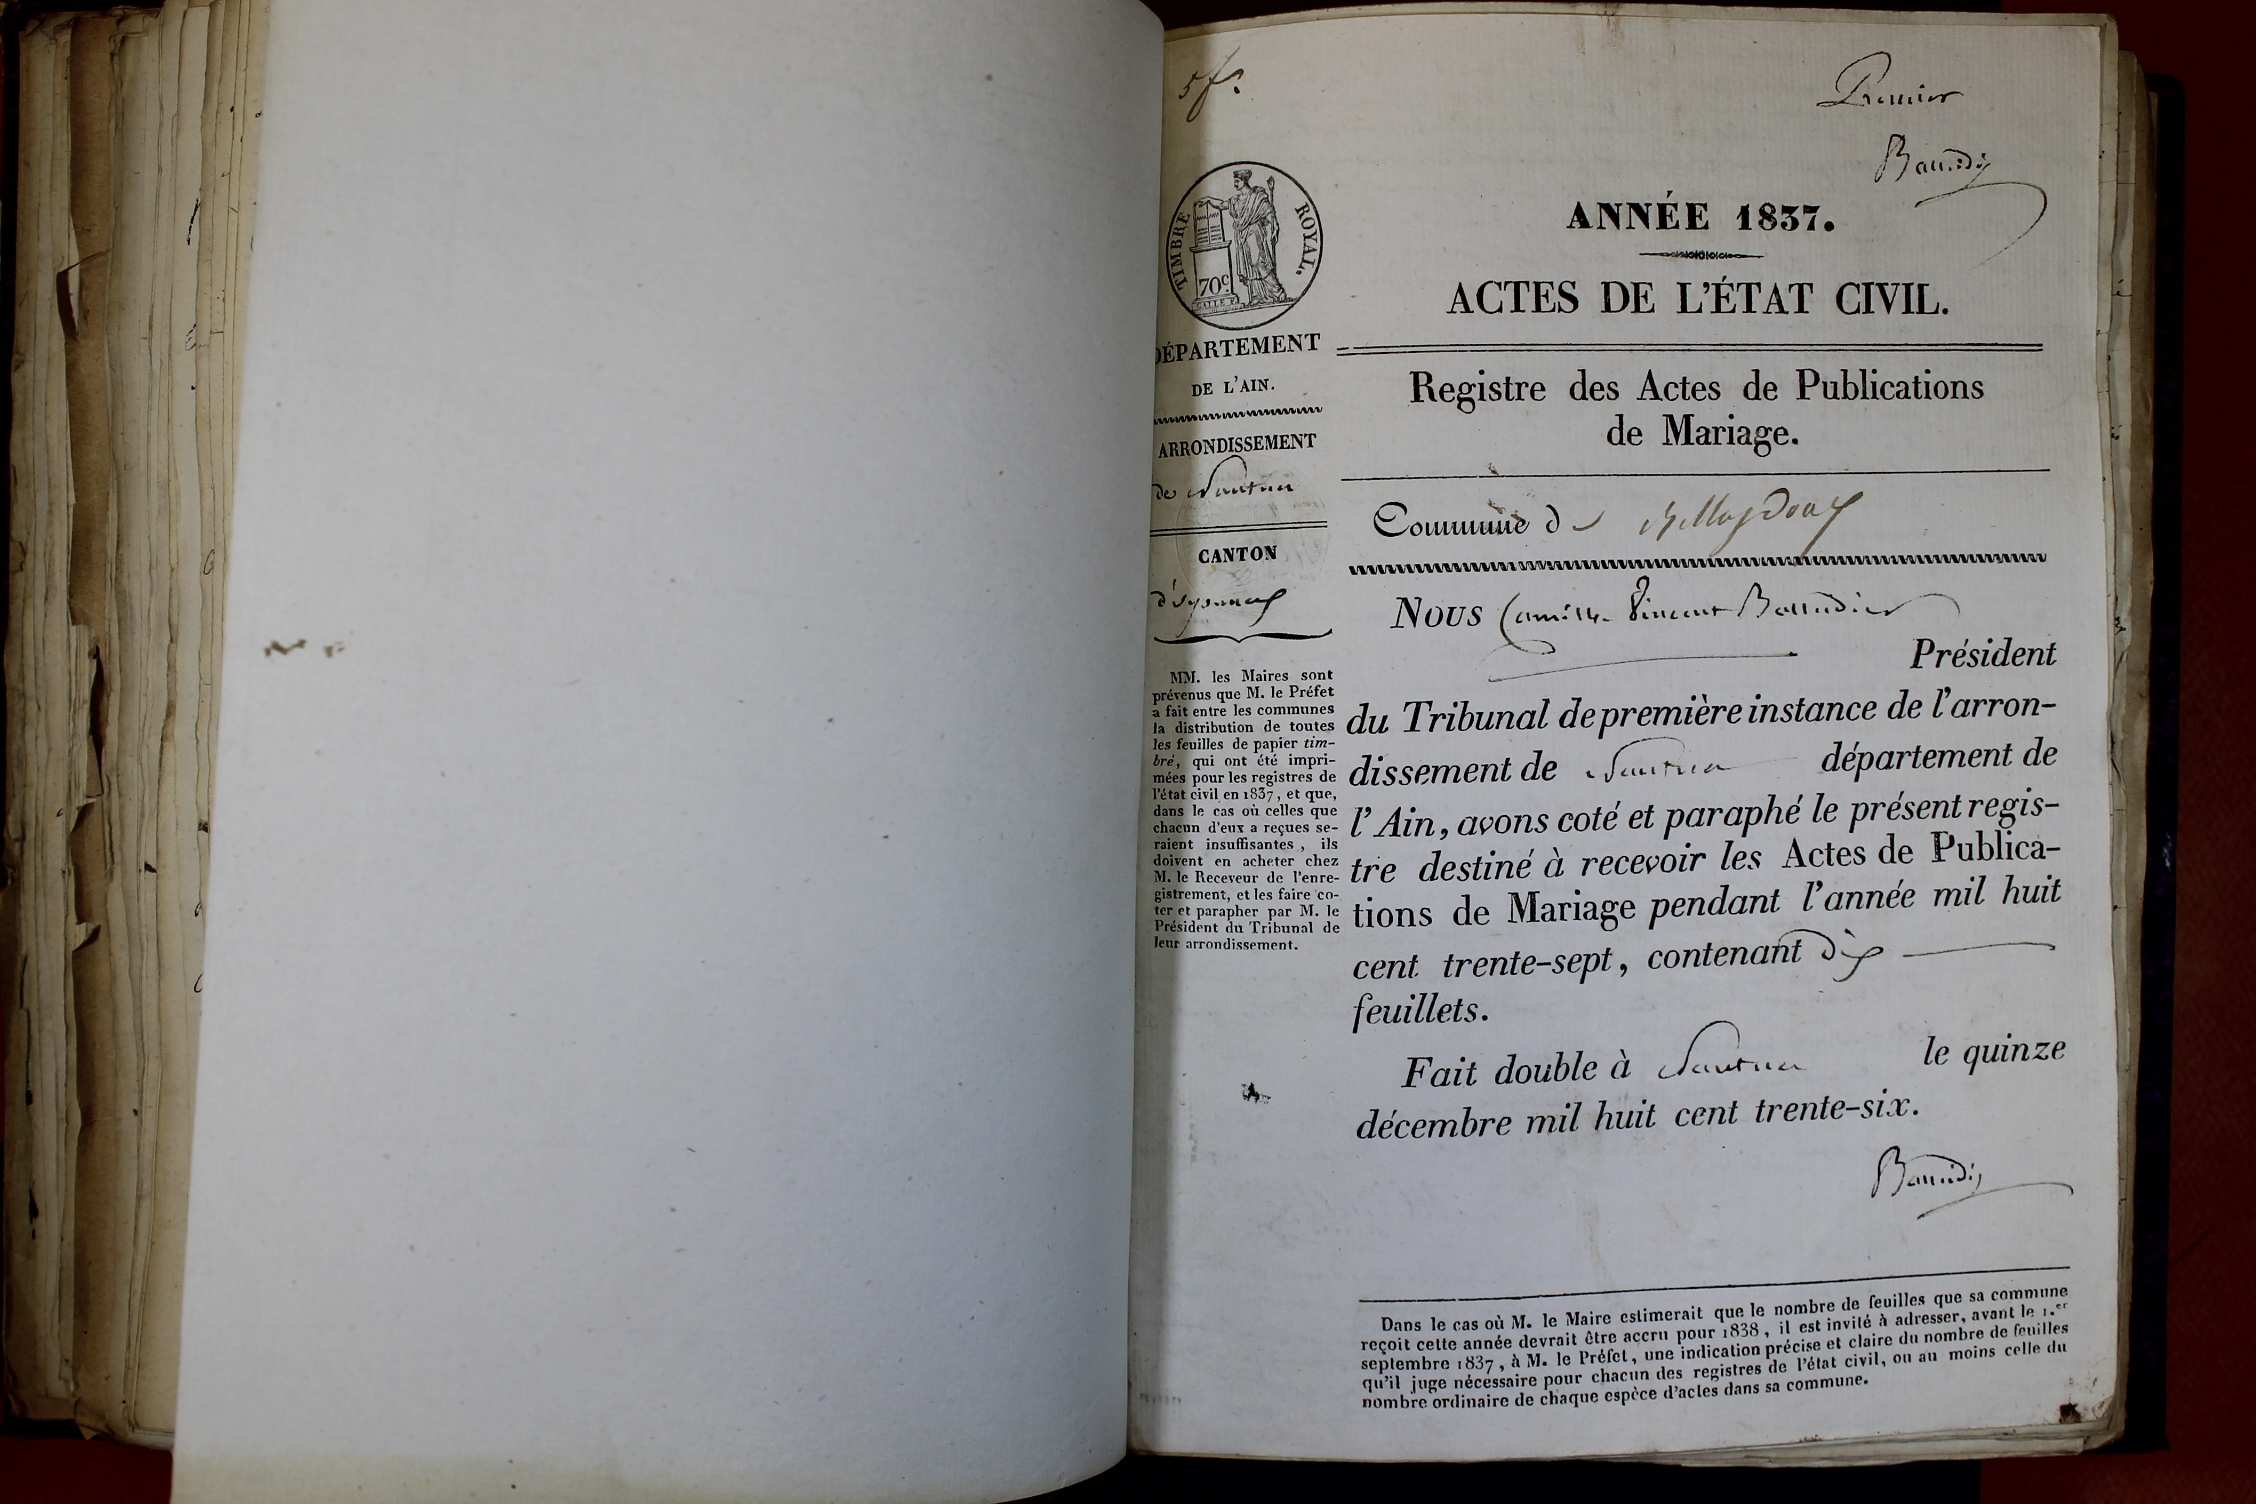 5 f.
Premier
Baudi
TIMBRE ROYAL.
70 c.
ANNÉE 1837.
ACTES DE L'ÉTAT CIVIL.
DÉPARTEMENT
DE L'AIN.
ARRONDISSEMENT
de Nantua
CANTON
d'Oyonnax
MM. les Maires sont
prévenus que M. le Préfet
a fait entre les communes
la distribution de toutes
les feuilles de papier tim-
bré, qui ont été impri-
mées pour les registres de
l'état civil en 1837, et que,
dans le cas où celles que
chacun d'eux a reçues se-
raient insuffisantes, ils
doivent en acheter chez
M. le Receveur de l'enre-
gistrement, et les faire co-
ter et parapher par M. le
Président du Tribunal de
leur arrondissement.
Registre des Actes de Publications
de Mariage.
Commune d
Nous Camille Vincent
Président
du Tribunal de première instance de l'arron-
dissement de Nantua département de
l'Ain, avons coté et paraphé le présent regis-
tre destiné à recevoir les Actes de Publica-
tions de Mariage pendant l'année mil huit
cent trente-sept, contenant dix
feuillets.
Fait double à Nantua le quinze
décembre mil huit cent trente-six.
Dans le cas où M. le Maire estimerait que le nombre de feuilles que sa commune
reçoit cette année devrait être accru pour 1838, il est invité à adresser, avant le 1.er
septembre 1837, à M. le Préfet, une indication précise et claire du nombre de feuilles
qu'il juge nécessaire pour chacun des registres de l'état civil, ou au moins celle du
nombre ordinaire de chaque espèce d'actes dans sa commune.